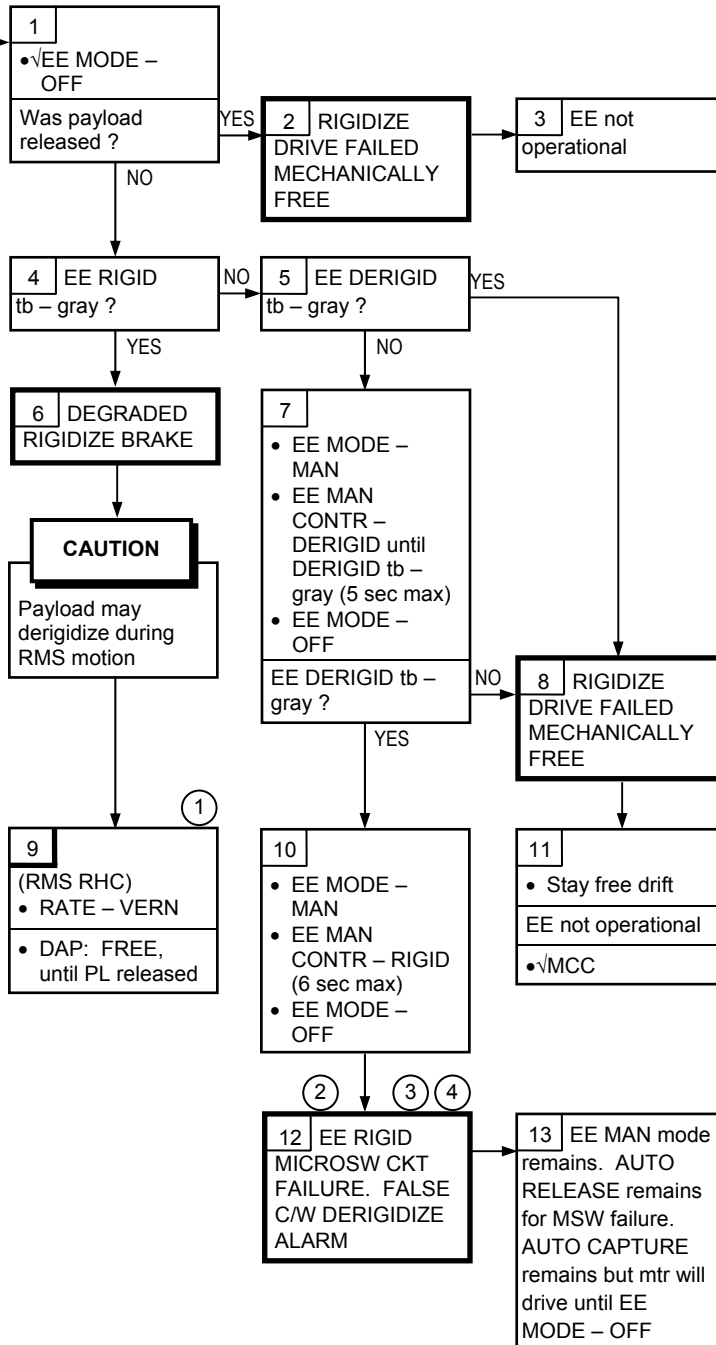 1
•√EE MODE –
OFF
Was payload
released ?
YES
NO
2 RIGIDIZE
DRIVE FAILED
MECHANICALLY
FREE
3 EE not
operational
4 EE RIGID
tb – gray ?
NO
YES
5 EE DERIGID
tb – gray ?
YES
NO
6 DEGRADED
RIGIDIZE BRAKE
CAUTION
Payload may
derigidize during
RMS motion
7
• EE MODE –
MAN
• EE MAN
CONTR –
DERIGID until
DERIGID tb –
gray (5 sec max)
• EE MODE –
OFF
EE DERIGID tb –
gray ?
NO
YES
8 RIGIDIZE
DRIVE FAILED
MECHANICALLY
FREE
1
9
(RMS RHC)
• RATE – VERN
• DAP: FREE,
until PL released
10
• EE MODE –
MAN
• EE MAN
CONTR – RIGID
(6 sec max)
• EE MODE –
OFF
11
• Stay free drift
EE not operational
•√MCC
2 3 4
12 EE RIGID
MICROSW CKT
FAILURE. FALSE
C/W DERIGIDIZE
ALARM
13 EE MAN mode
remains. AUTO
RELEASE remains
for MSW failure.
AUTO CAPTURE
remains but mtr will
drive until EE
MODE – OFF